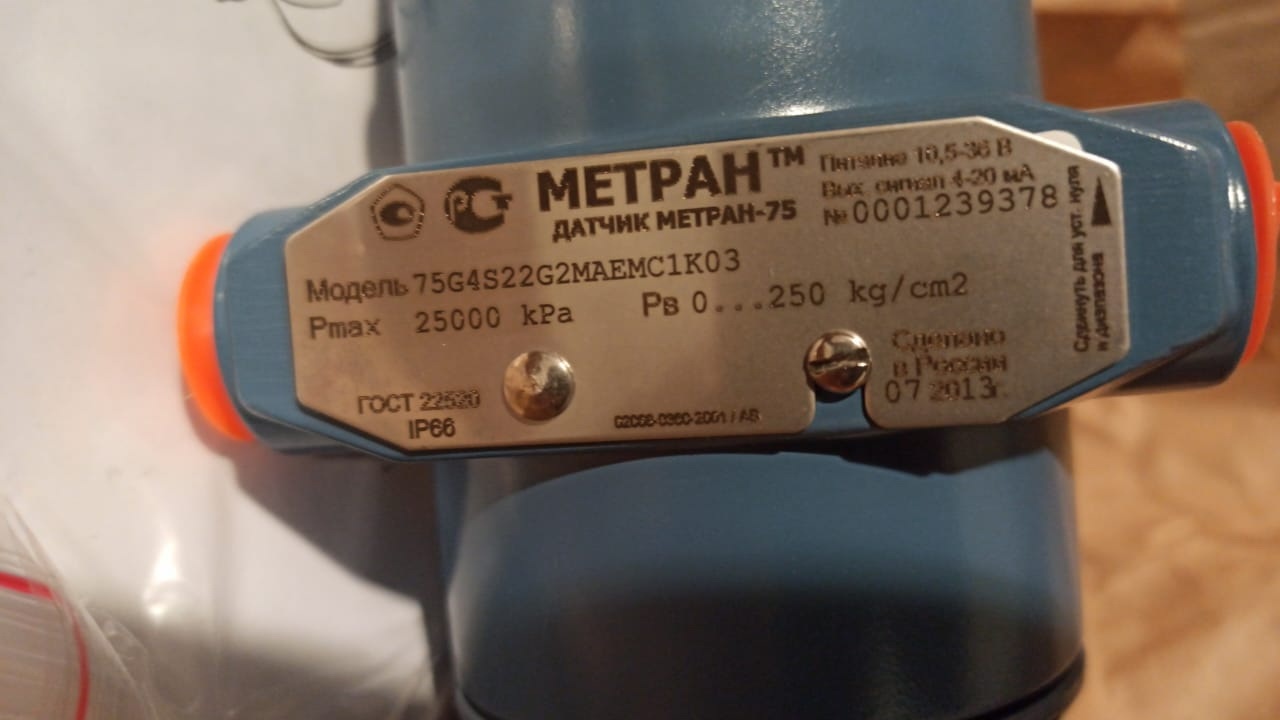 МЕТРАН™
ДАТЧИК МЕТРАН-75
Питание 10,5-36 В
Вых. сигнал 4-20 мА
№0001239378
Модель 75G4S22G2MAEMC1K03
Pmax 25000 kPa Рв 0...250 kg/cm2
Сделано
в России
07 2013г.
ГОСТ 22520
IP66
Сдвинуть для уст. нуля
и диапазона